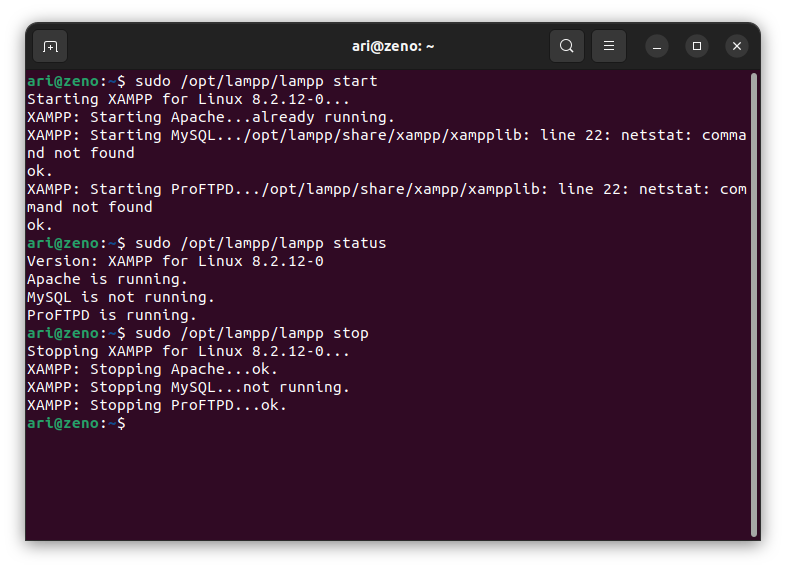 ari@zeno: ~
ari@zeno:~$ sudo /opt/lampp/lampp start
Starting XAMPP for Linux 8.2.12-0...
XAMPP: Starting Apache...already running.
XAMPP: Starting MySQL.../opt/lampp/share/xampp/xampplib: line 22: netstat: comma
nd not found
ok.
XAMPP: Starting ProFTPD.../opt/lampp/share/xampp/xampplib: line 22: netstat: com
mand not found
ok.
ari@zeno:~$ sudo /opt/lampp/lampp status
Version: XAMPP for Linux 8.2.12-0
Apache is running.
MySQL is not running.
ProFTPD is running.
ari@zeno:~$ sudo /opt/lampp/lampp stop
Stopping XAMPP for Linux 8.2.12-0...
XAMPP: Stopping Apache...ok.
XAMPP: Stopping MySQL...not running.
XAMPP: Stopping ProFTPD...ok.
ari@zeno:~$